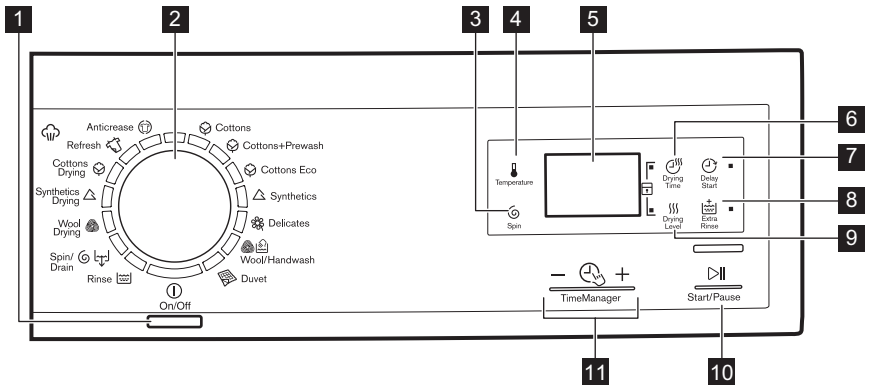 1
2
3
4
5
6
7
8
9
10
11
Anticrease
Refresh
Cottons
Drying
Synthetics
Drying
Wool
Drying
Spin/
Drain
Rinse
Cottons
Cottons+Prewash
Cottons Eco
Synthetics
Delicates
Wool/Handwash
Duvet
On/Off
Temperature
Spin
Drying
Time
Delay
Start
Drying
Level
+
Extra
Rinse
− +
TimeManager
Start/Pause